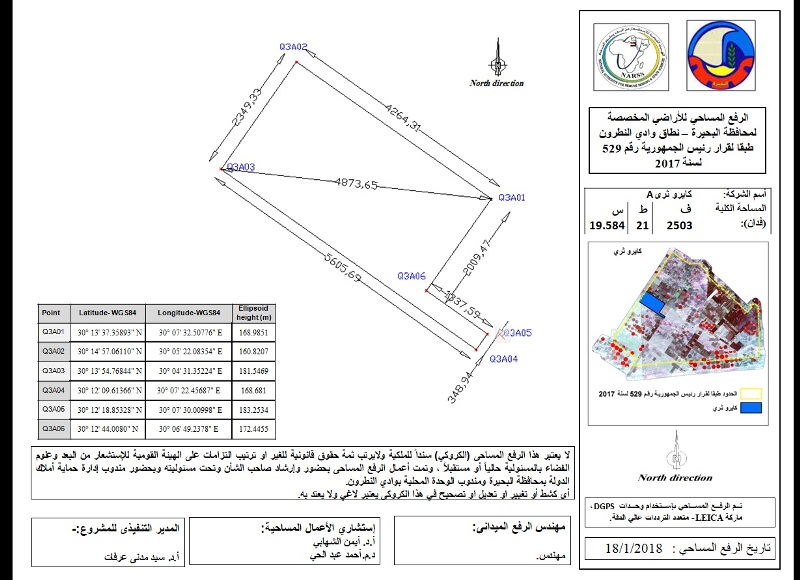 Q3A02
Q3A03
Q3A01
Q3A06
Q3A05
Q3A04
2349,33
4264,31
4873,65
5605,69
2009,47
1337,59
348,94
North direction
Point Latitude-WGS84 Longitude-WGS84 Ellipsoid height (m)
Q3A01 30° 13' 37.35893" N 30° 07' 32.50776" E 168.9851
Q3A02 30° 14' 57.06110" N 30° 05' 22.08354" E 160.8207
Q3A03 30° 13' 54.76844" N 30° 04' 31.35224" E 181.5469
Q3A04 30° 12' 09.61366" N 30° 07' 22.45687" E 168.681
Q3A05 30° 12' 18.85328" N 30° 07' 30.00998" E 183.2534
Q3A06 30° 12' 44.0080" N 30° 06' 49.2378" E 172.4455
لا يعتبر هذا الرفع المساحى (الكروكي) سنداً للملكية ولايرتب ثمة حقوق قانونية للغير او ترتيب التزامات على الهيئة القومية للإستشعار من البعد وعلوم
الفضاء بالمسئولية حالياً أو مستقبلاً ، وتمت أعمال الرفع المساحى بحضور وإرشاد صاحب الشأن وتحت مسئوليته وبحضور مندوب إدارة حماية أملاك
الدولة بمحافظة البحيرة ومندوب الوحدة المحلية بوادي النطرون.
أي كشط أو تغيير او تعديل او تصحيح في هذا الكروكى يعتبر لاغي ولا يعتد به.
مهندس الرفع الميدانى:
مهندس.
إستشاري الأعمال المساحية:
أ.د. أيمن الشهابي
د.م.أحمد عبد الحي
المدير التنفيذى للمشروع:-
أ.د. سيد مدنى عرفات
NARSS
الرفع المساحي للأراضي المخصصة
لمحافظة البحيرة – نطاق وادي النطرون
طبقا لقرار رئيس الجمهورية رقم 529
لسنة 2017
أسم الشركة: كايرو ثري A
المساحة الكلية (فدان): ف ط س
2503 21 19.584
كايرو ثري
الحدود طبقا لقرار رئيس الجمهورية رقم 529 لسنة 2017
كايرو ثري
North direction
تم الرفع المساحي بإستخدام وحدات DGPS،
ماركة LEICA- متعدد الترددات عالي الدقة.
تاريخ الرفع المساحي : 18/1/2018